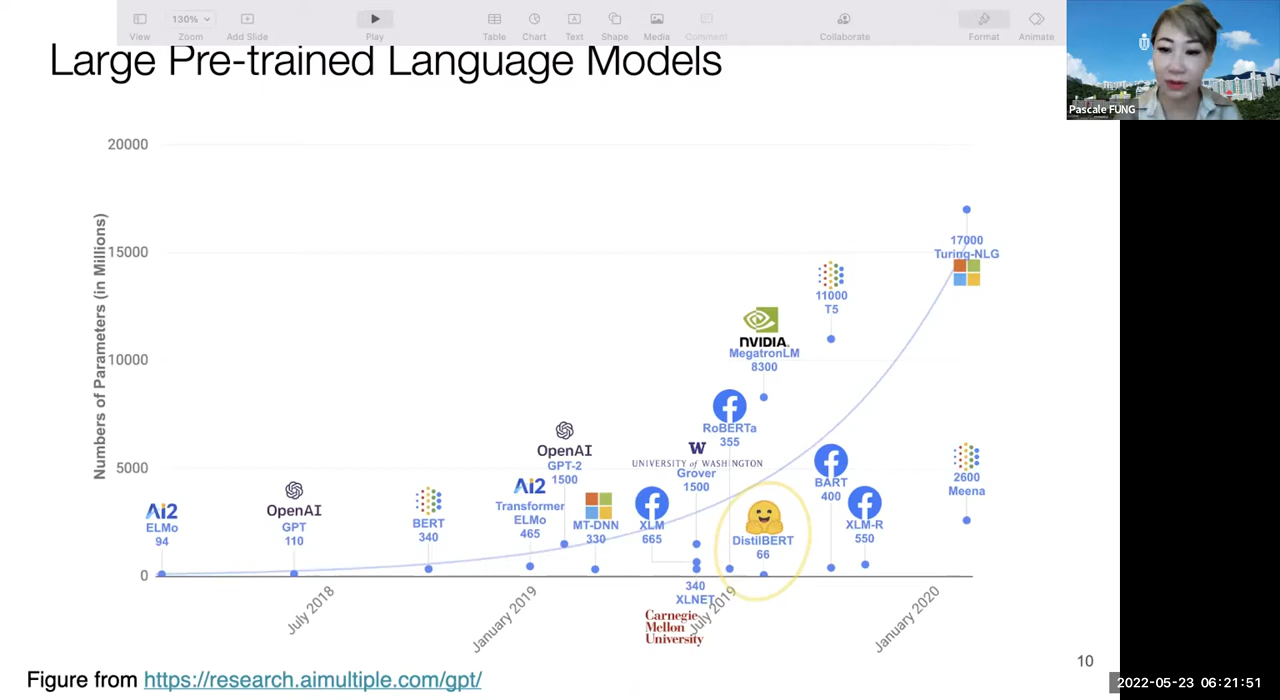 130%
View
Zoom
Add Slide
Play
Table
Chart
Text
Shape
Media
Comment
Collaborate
Format
Animate
Pascale FUNG
Large Pre-trained Language Models
Numbers of Parameters (in Millions)
20000
15000
10000
5000
0
July 2018
January 2019
July 2019
January 2020
Ai2
ELMo
94
OpenAI
GPT
110
BERT
340
Ai2
Transformer
ELMo
465
OpenAI
GPT-2
1500
MT-DNN
330
XLM
665
W
UNIVERSITY of WASHINGTON
Grover
1500
340
XLNET
Carnegie
Mellon
University
RoBERTa
355
NVIDIA.
MegatronLM
8300
DistilBERT
66
11000
T5
BART
400
XLM-R
550
17000
Turing-NLG
2600
Meena
Figure from https://research.aimultiple.com/gpt/
10
2022-05-23 06:21:51